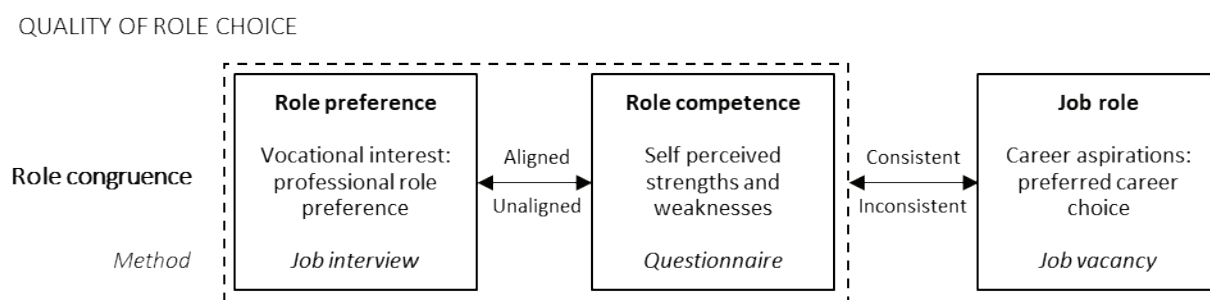 QUALITY OF ROLE CHOICE
Role congruence
Method
Role preference
Vocational interest:
professional role
preference
Job interview
Aligned
Unaligned
Role competence
Self perceived
strengths and
weaknesses
Questionnaire
Consistent
Inconsistent
Job role
Career aspirations:
preferred career
choice
Job vacancy